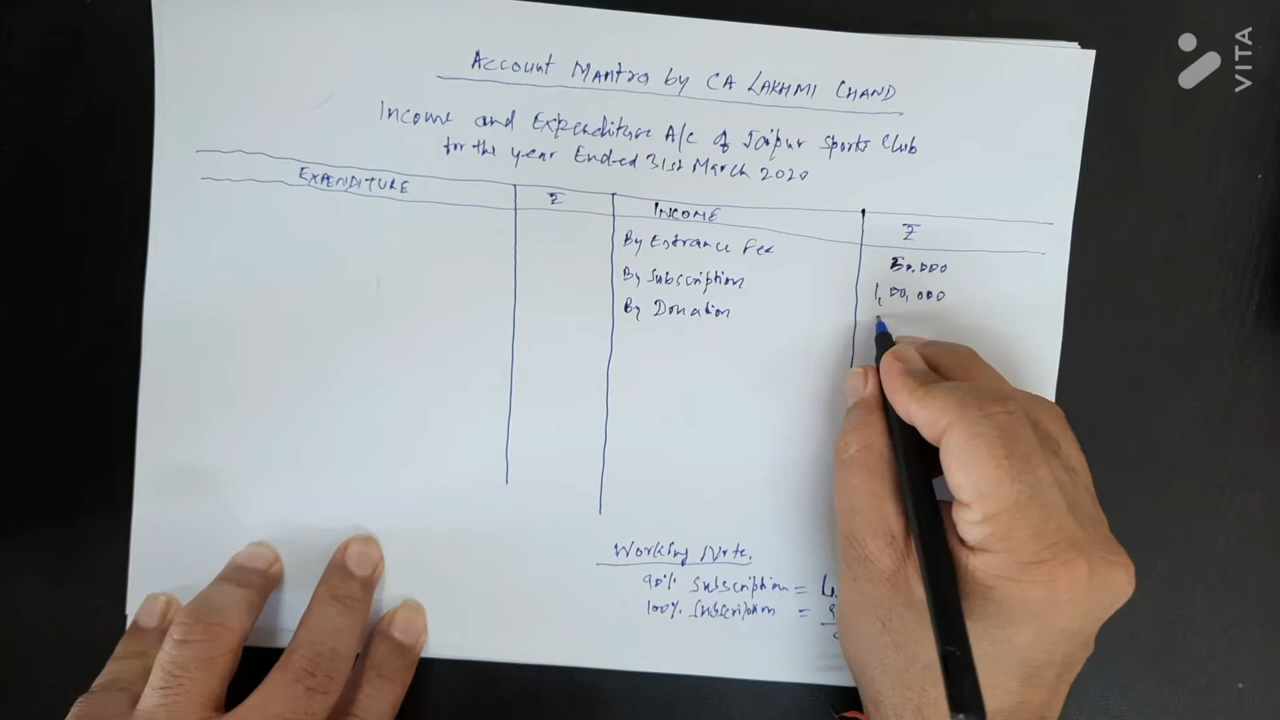 Account Mantra by CA LAKHMI CHAND
Income and Expenditure A/c of Jaipur Sports Club
for the year Ended 31st March 2020
EXPENDITURE ₹ INCOME ₹
By Entrance Fee 50,000
By Subscription 1,00,000
By Donation
Working Note.
90% Subscription =
100% Subscription =
VITA